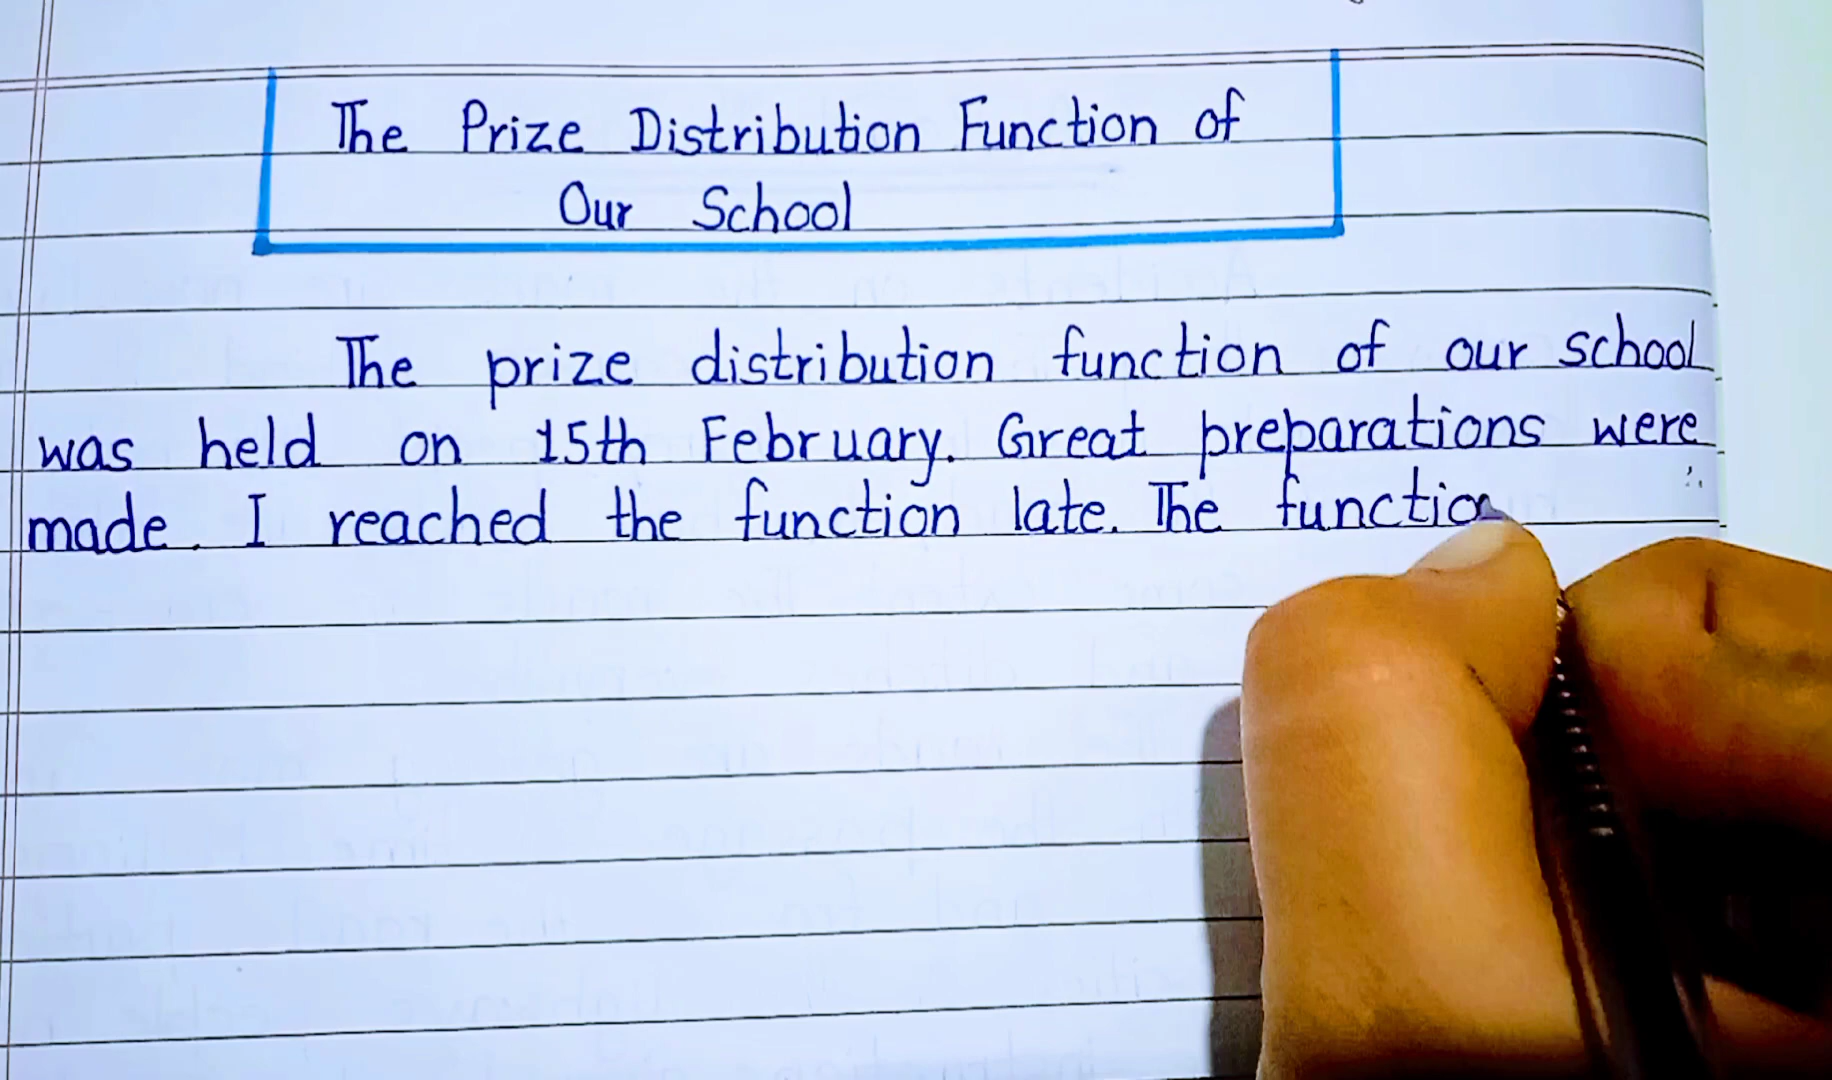 The Prize Distribution Function of
Our School
The prize distribution function of our school
was held on 15th February. Great preparations were
made. I reached the function late. The functio